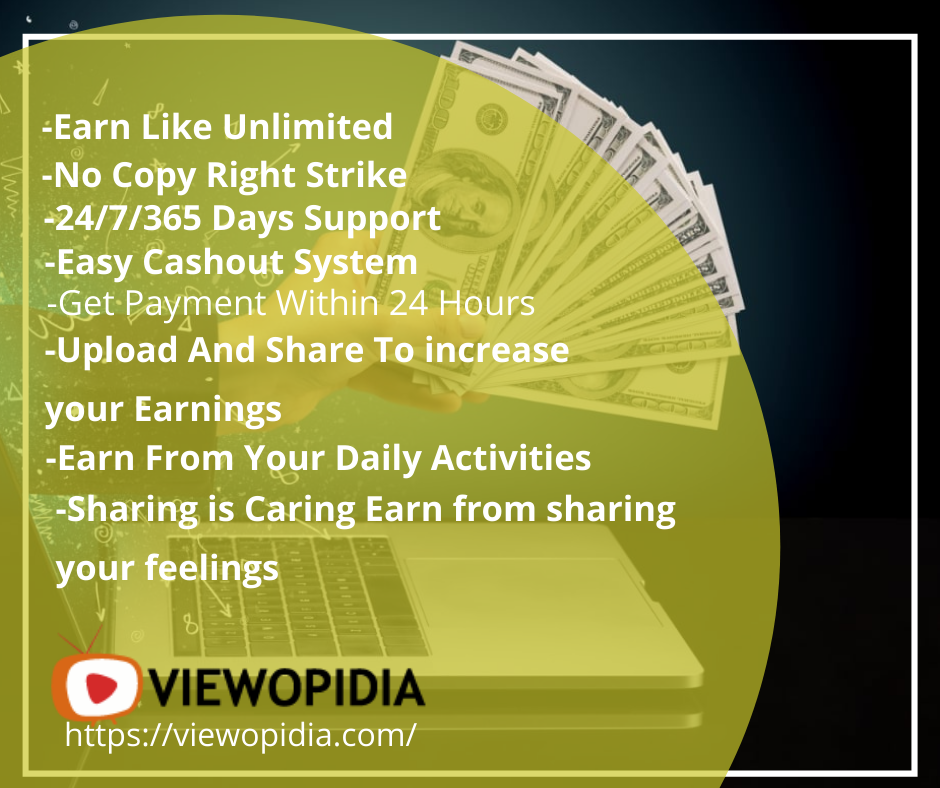 -Earn Like Unlimited
-No Copy Right Strike
-24/7/365 Days Support
-Easy Cashout System
-Get Payment Within 24 Hours
-Upload And Share To increase
your Earnings
-Earn From Your Daily Activities
-Sharing is Caring Earn from sharing
your feelings
VIEWOPIDIA
https://viewopidia.com/